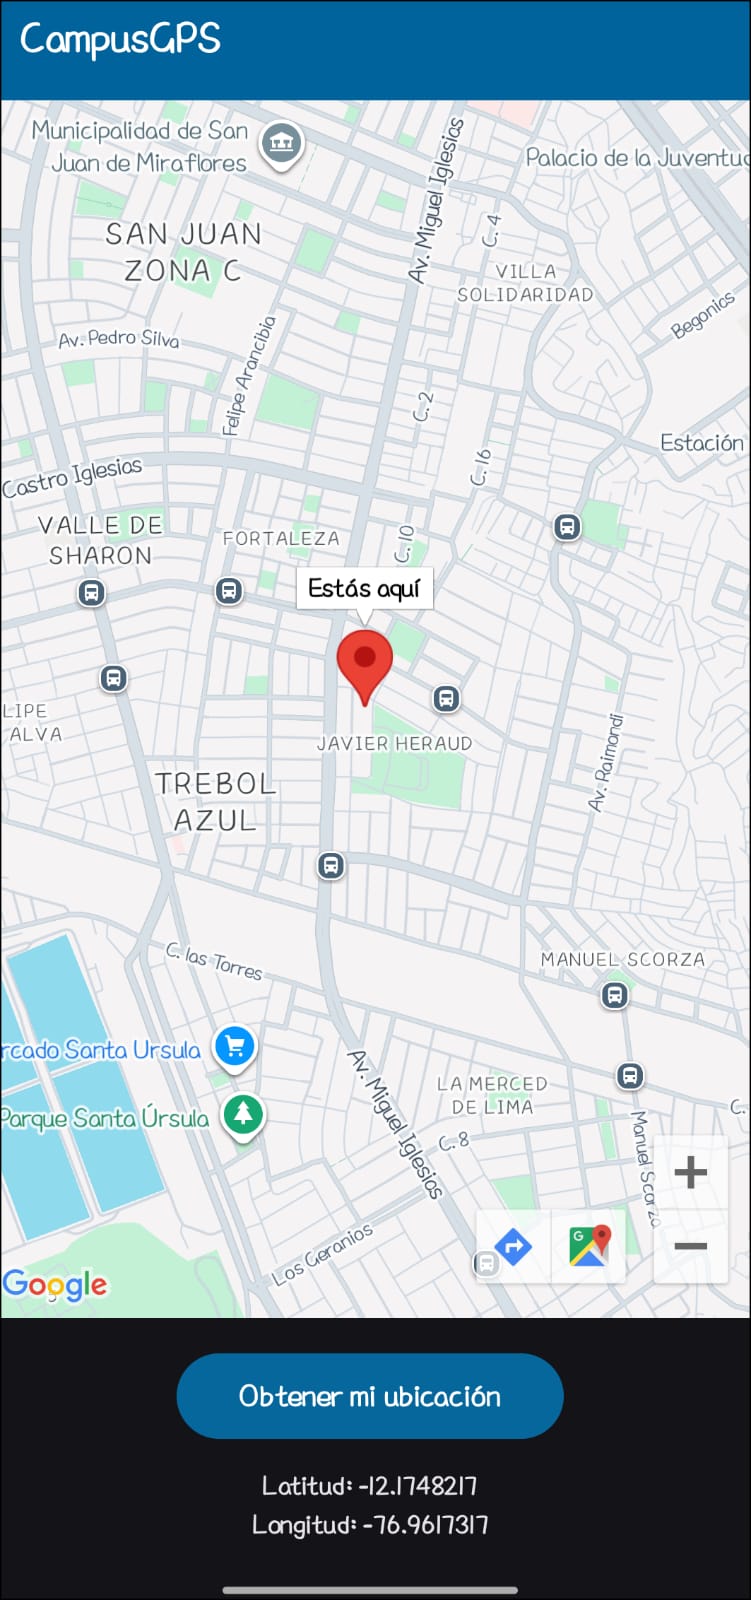 CampusGPS
Municipalidad de San
Juan de Miraflores
Av. Miguel Iglesias
Palacio de la Juventud
SAN JUAN
ZONA C
C. 4
VILLA
SOLIDARIDAD
Begonias
Av. Pedro Silva
Felipe Arancibia
C. 2
Estación
Castro Iglesias
C. 16
VALLE DE
SHARON
FORTALEZA
C. 10
Estás aquí
LIPE
ALVA
JAVIER HERAUD
Av. Raimondi
TREBOL
AZUL
C. las Torres
MANUEL SCORZA
rcado Santa Ursula
Av. Miguel Iglesias
LA MERCED
DE LIMA
C.
Parque Santa Úrsula
C. 8
Manuel Scorza
Los Geranios
+
−
Google
Obtener mi ubicación
Latitud: -12.1748217
Longitud: -76.9617317